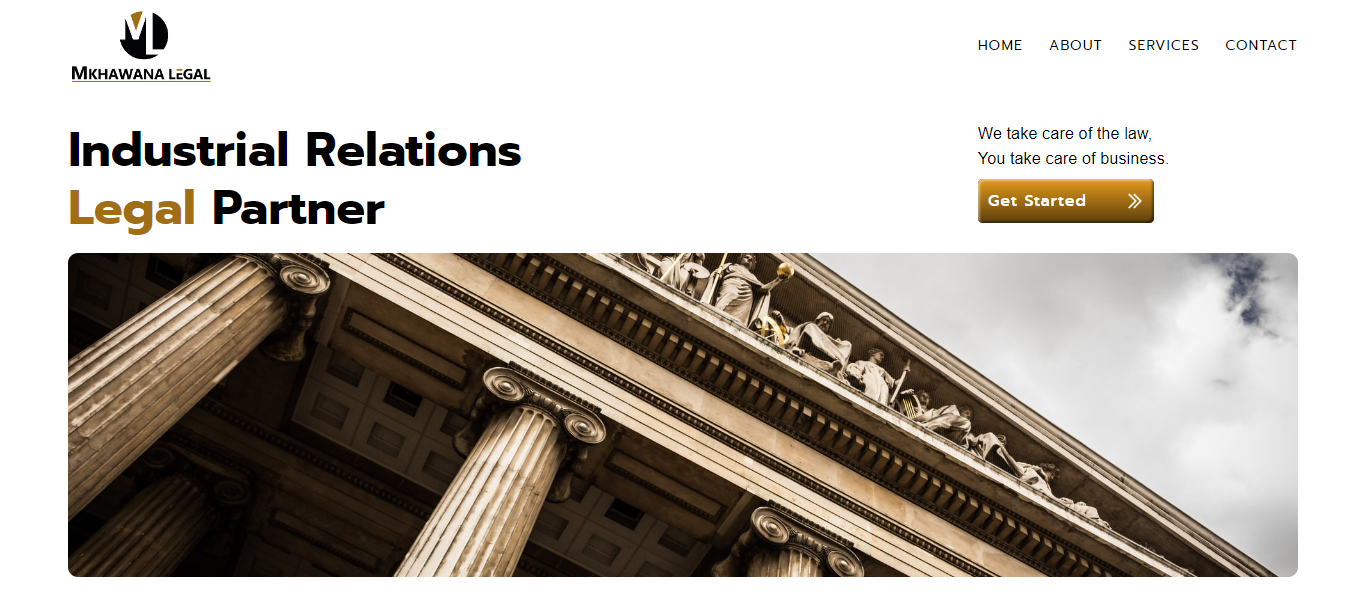 ML
MKHAWANA LEGAL
HOME ABOUT SERVICES CONTACT
Industrial Relations
Legal Partner
We take care of the law,
You take care of business.
Get Started